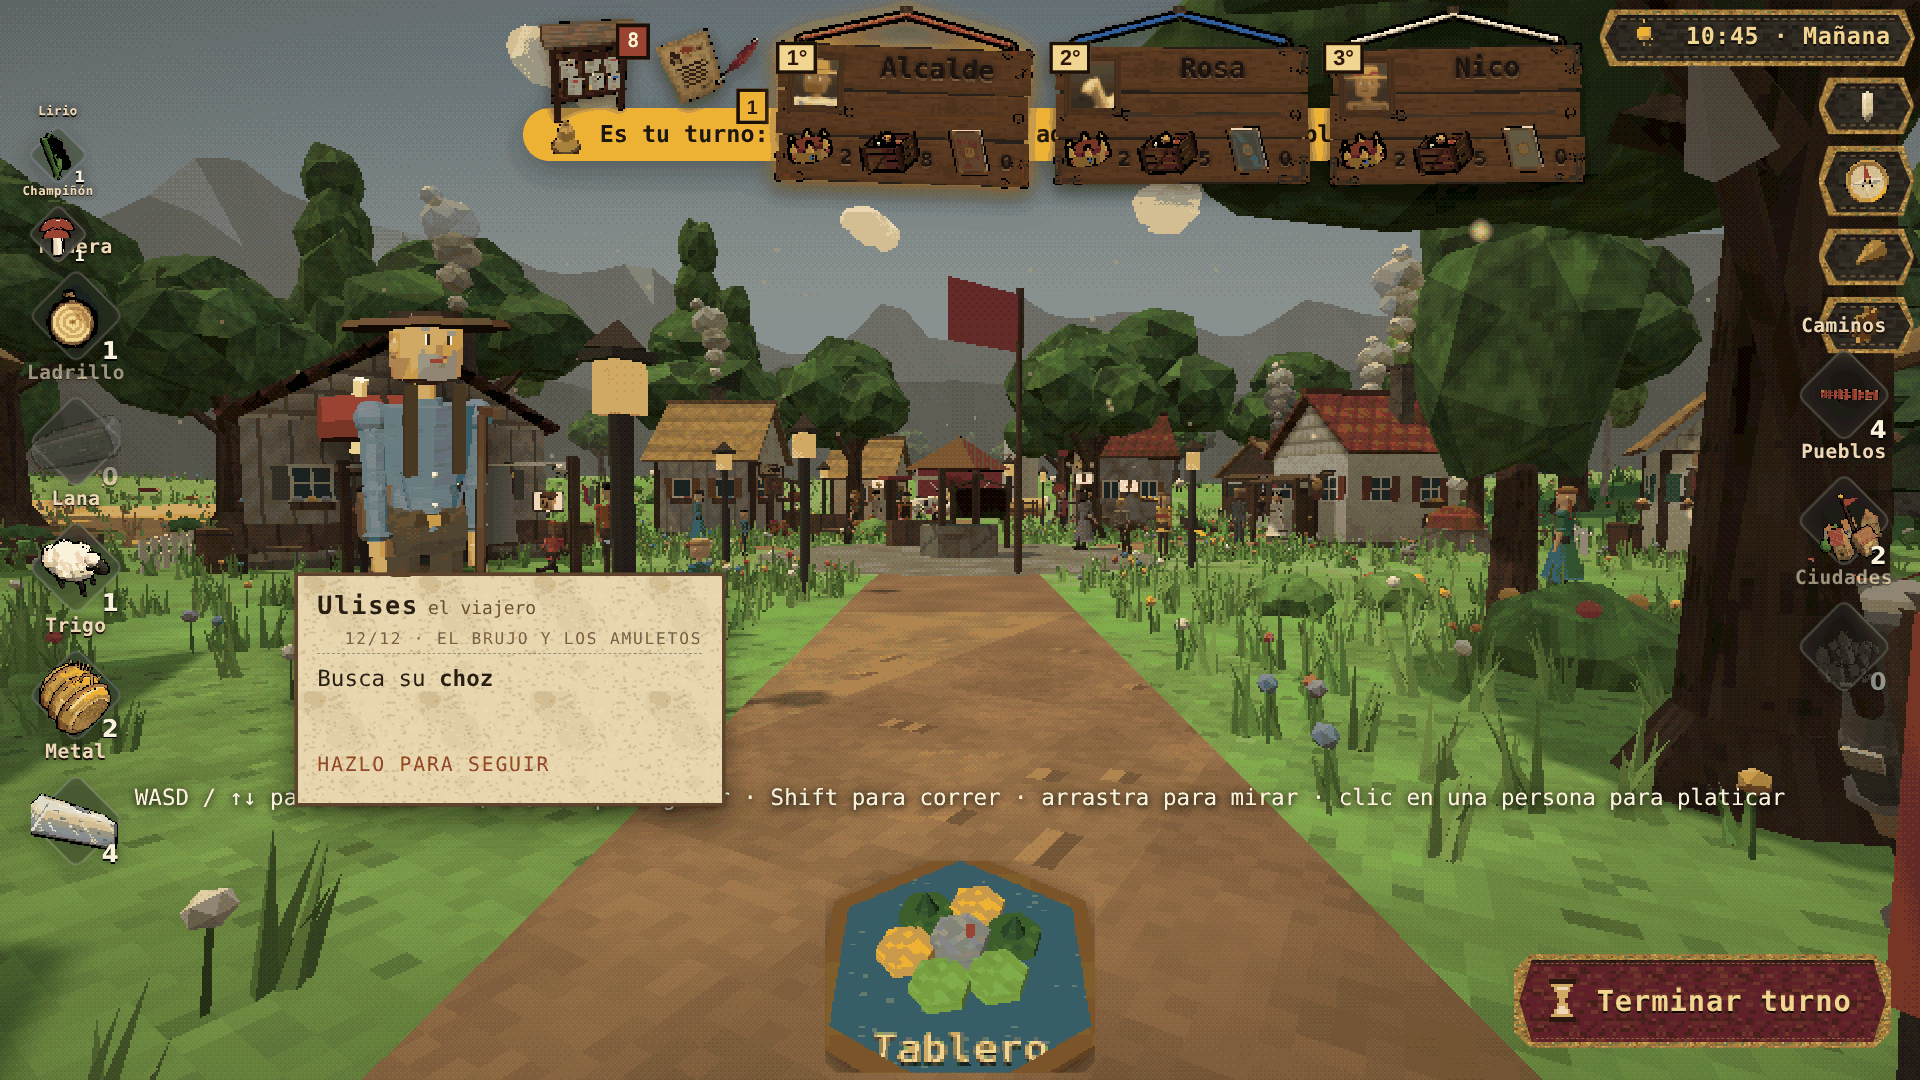 8
1
1°
Alcalde
2
8
0
2°
Rosa
2
5
0
3°
Nico
2
5
0
10:45 · Mañana
Es tu turno:
Lirio
1
Champiñón
1
1
Ladrillo
0
Lana
1
Trigo
2
Metal
4
Caminos
4
Pueblos
2
Ciudades
0
Ulises el viajero
12/12 · EL BRUJO Y LOS AMULETOS
Busca su choz
HAZLO PARA SEGUIR
WASD / ↑↓ pa
· Shift para correr · arrastra para mirar · clic en una persona para platicar
Tablero
Terminar turno